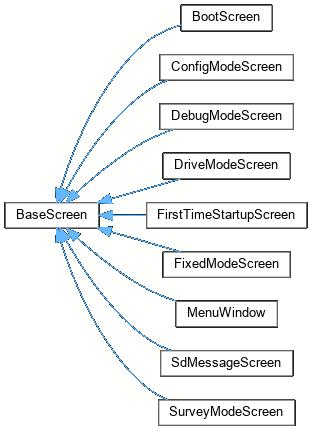 BootScreen
ConfigModeScreen
DebugModeScreen
DriveModeScreen
BaseScreen
FirstTimeStartupScreen
FixedModeScreen
MenuWindow
SdMessageScreen
SurveyModeScreen